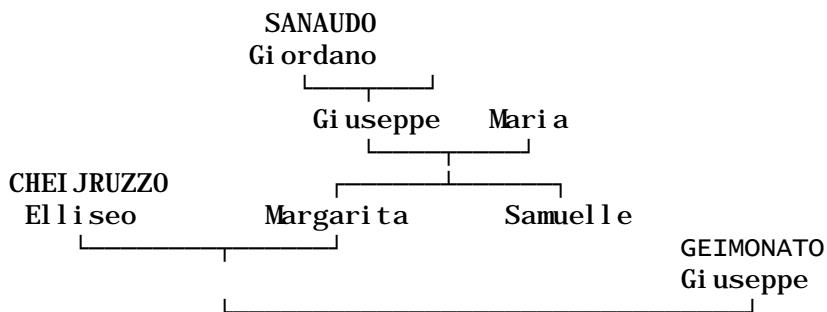 SANAUDO
Giordano
Giuseppe Maria
CHEIJRUZZO
Elliseo Margarita Samuelle
GEIMONATO
Giuseppe